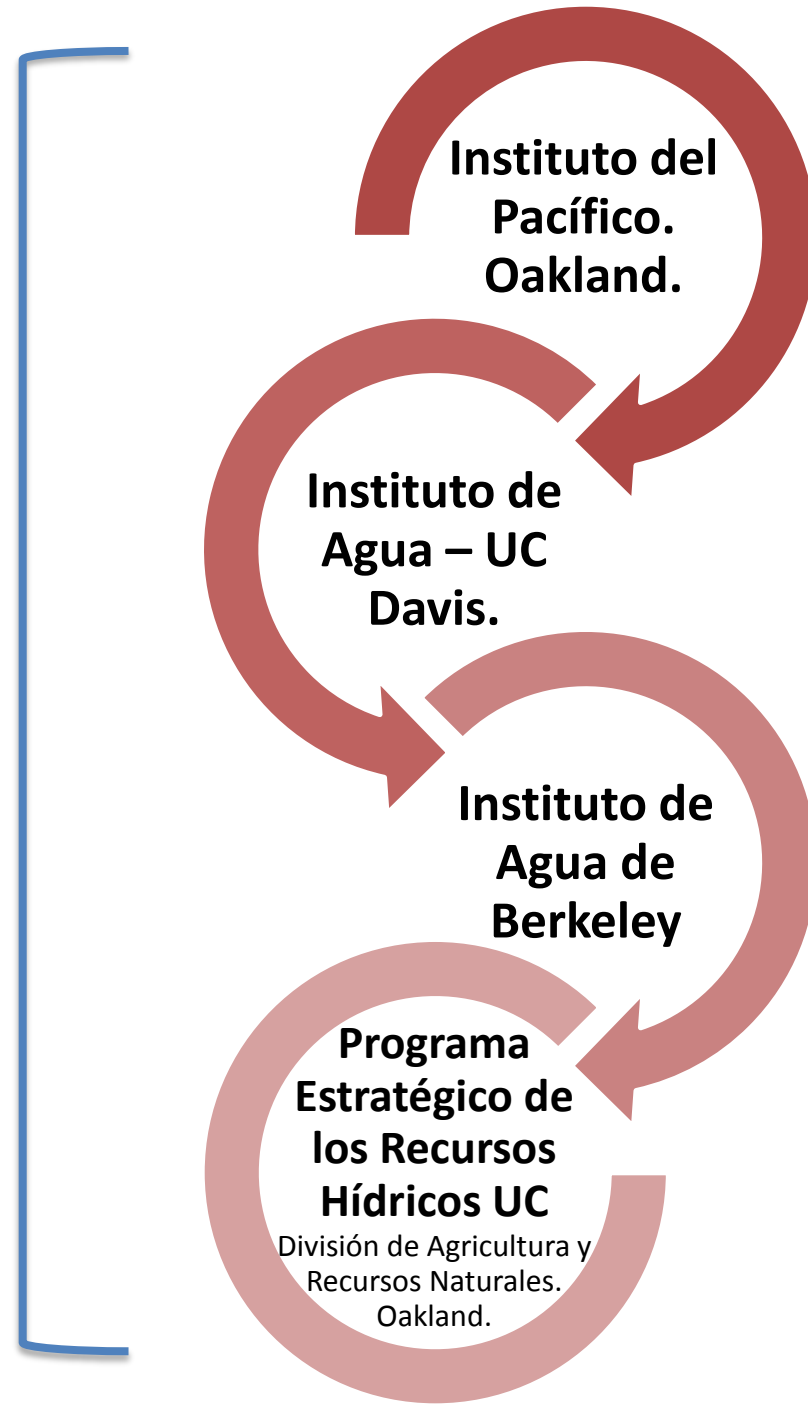 Instituto del
Pacífico.
Oakland.
Instituto de
Agua – UC
Davis.
Instituto de
Agua de
Berkeley
Programa
Estratégico de
los Recursos
Hídricos UC
División de Agricultura y
Recursos Naturales.
Oakland.